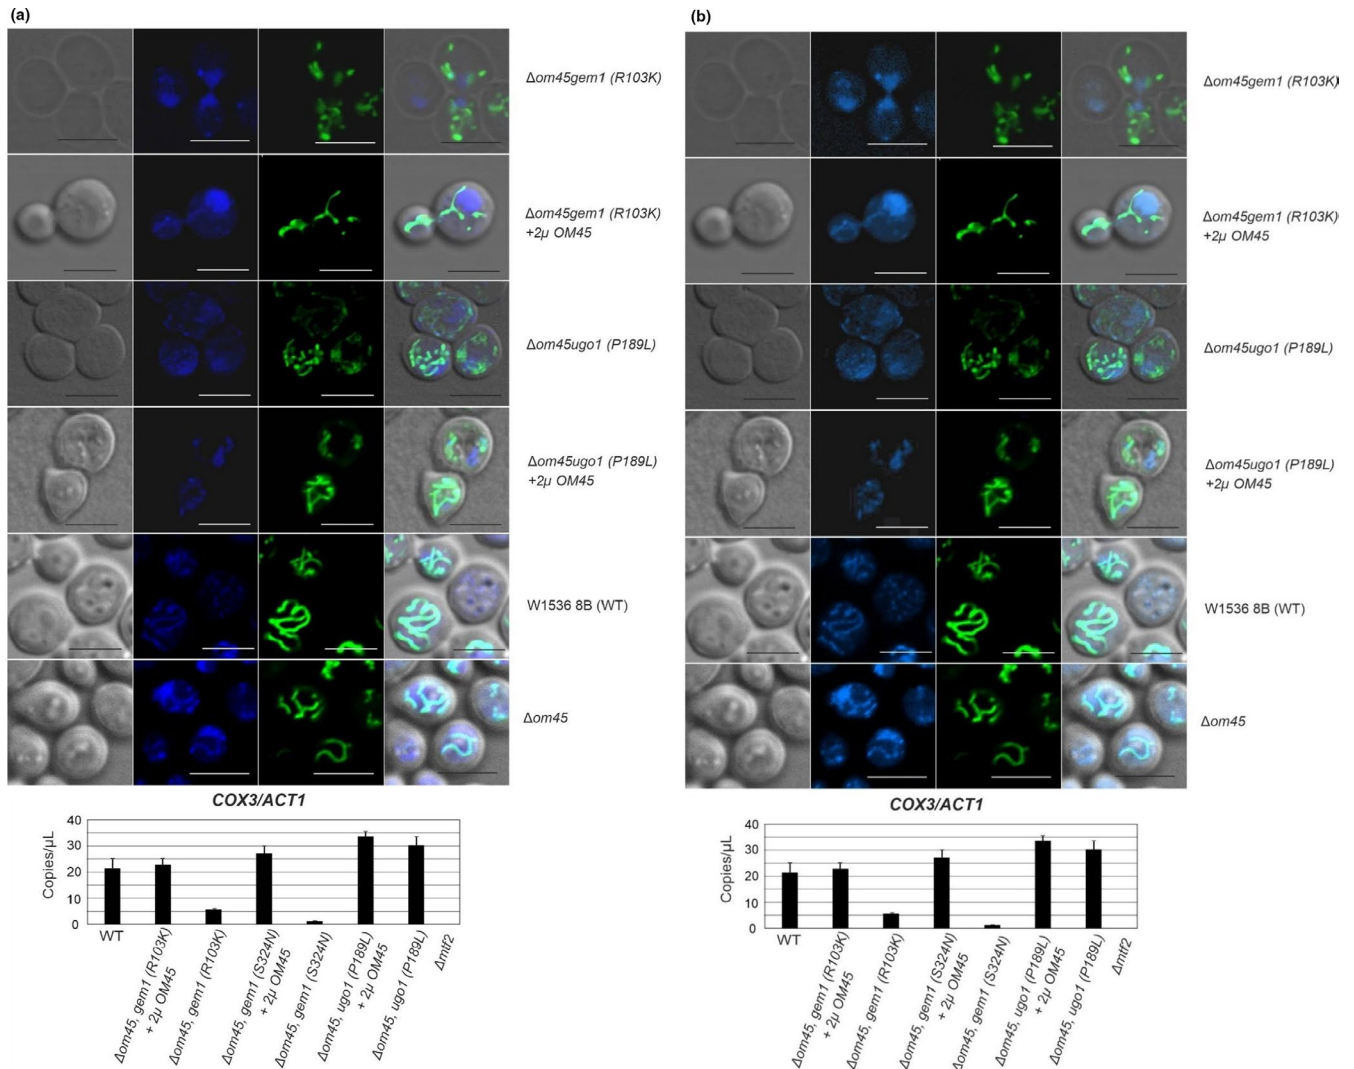 (a)
Δom45gem1 (R103K)
Δom45gem1 (R103K)
+2µ OM45
Δom45ugo1 (P189L)
Δom45ugo1 (P189L)
+2µ OM45
W1536 8B (WT)
Δom45
COX3/ACT1
Copies/µL
40
30
20
10
0
WT
Δom45, gem1 (R103K)
+ 2µ OM45
Δom45, gem1 (R103K)
Δom45, gem1 (S324N)
+ 2µ OM45
Δom45, gem1 (S324N)
Δom45, ugo1 (P189L)
+ 2µ OM45
Δom45, ugo1 (P189L)
Δmtf2
(b)
Δom45gem1 (R103K)
Δom45gem1 (R103K)
+2µ OM45
Δom45ugo1 (P189L)
Δom45ugo1 (P189L)
+2µ OM45
W1536 8B (WT)
Δom45
COX3/ACT1
Copies/µL
40
30
20
10
0
WT
Δom45, gem1 (R103K)
+ 2µ OM45
Δom45, gem1 (R103K)
Δom45, gem1 (S324N)
+ 2µ OM45
Δom45, gem1 (S324N)
Δom45, ugo1 (P189L)
+ 2µ OM45
Δom45, ugo1 (P189L)
Δmtf2